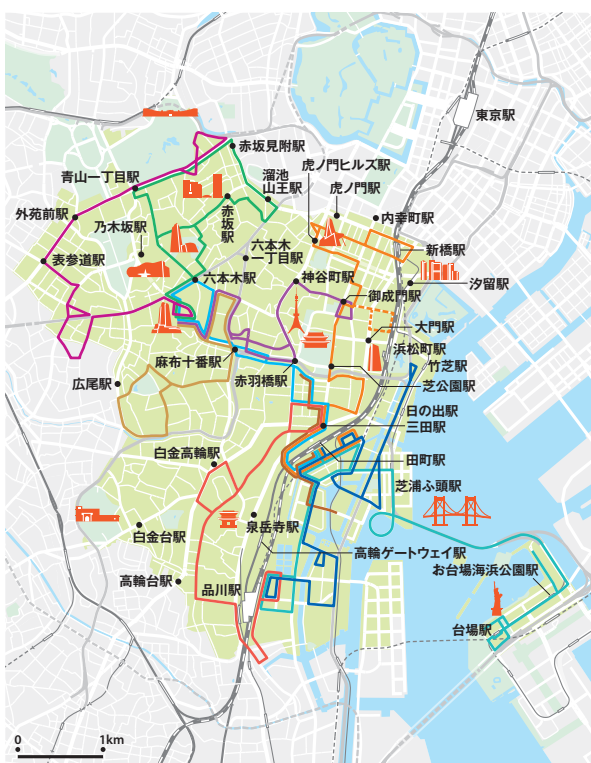 東京駅
赤坂見附駅
虎ノ門ヒルズ駅
溜池
山王駅
虎ノ門駅
青山一丁目駅
内幸町駅
外苑前駅
乃木坂駅
赤坂駅
六本木
一丁目駅
新橋駅
表参道駅
六本木駅
神谷町駅
汐留駅
御成門駅
大門駅
浜松町駅
麻布十番駅
竹芝駅
広尾駅
赤羽橋駅
芝公園駅
日の出駅
三田駅
白金高輪駅
田町駅
芝浦ふ頭駅
泉岳寺駅
白金台駅
高輪ゲートウェイ駅
高輪台駅
品川駅
お台場海浜公園駅
台場駅
0 1km